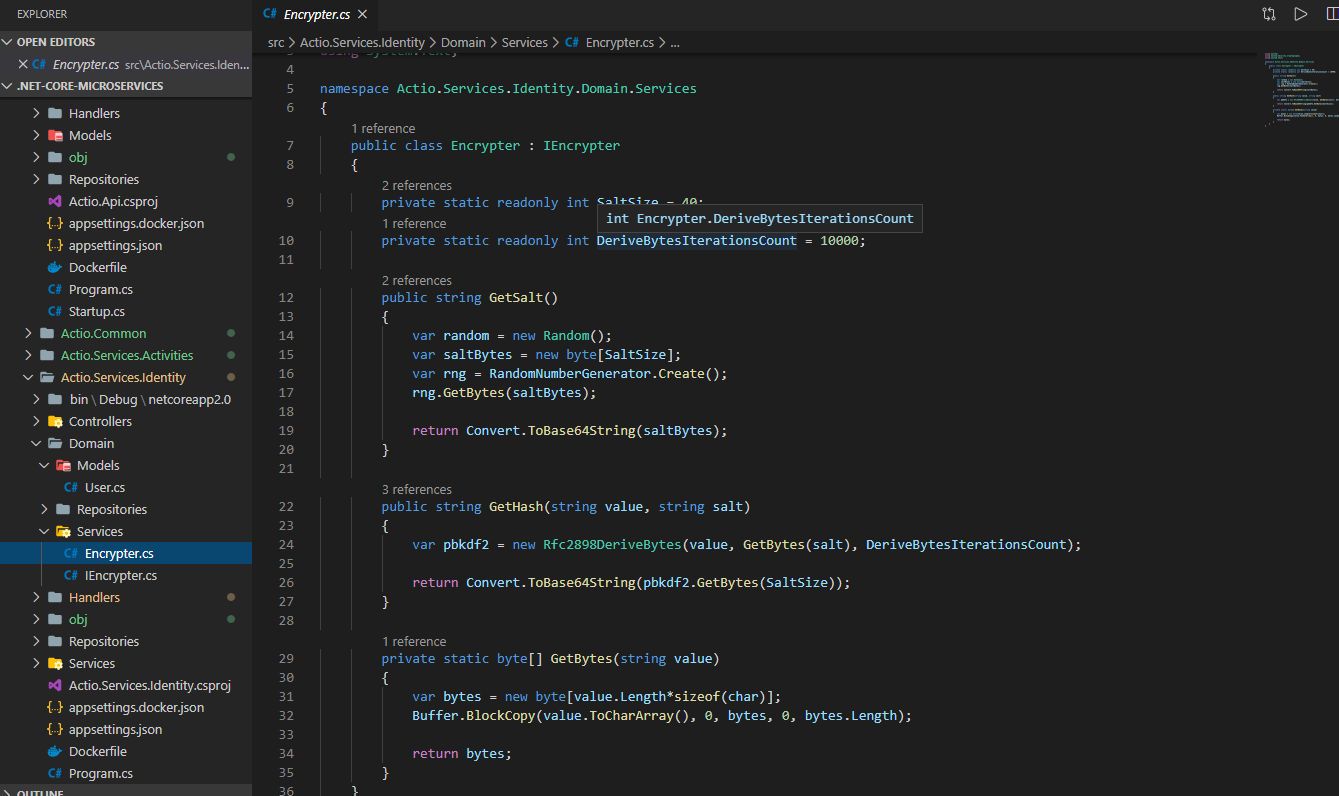 EXPLORER
OPEN EDITORS
Encrypter.cs src\Actio.Services.Iden...
.NET-CORE-MICROSERVICES
Handlers
Models
obj
Repositories
Actio.Api.csproj
{..} appsettings.docker.json
{..} appsettings.json
Dockerfile
C# Program.cs
C# Startup.cs
Actio.Common
Actio.Services.Activities
Actio.Services.Identity
bin \ Debug \ netcoreapp2.0
Controllers
Domain
Models
C# User.cs
Repositories
Services
C# Encrypter.cs
C# IEncrypter.cs
Handlers
obj
Repositories
Services
Actio.Services.Identity.csproj
{..} appsettings.docker.json
{..} appsettings.json
Dockerfile
C# Program.cs
OUTLINE
C# Encrypter.cs
src > Actio.Services.Identity > Domain > Services > C# Encrypter.cs > ...
using System.Text;
4
5 namespace Actio.Services.Identity.Domain.Services
6 {
1 reference
7 public class Encrypter : IEncrypter
8 {
2 references
9 private static readonly int SaltSize = 40;
int Encrypter.DeriveBytesIterationsCount
1 reference
10 private static readonly int DeriveBytesIterationsCount = 10000;
11
2 references
12 public string GetSalt()
13 {
14 var random = new Random();
15 var saltBytes = new byte[SaltSize];
16 var rng = RandomNumberGenerator.Create();
17 rng.GetBytes(saltBytes);
18
19 return Convert.ToBase64String(saltBytes);
20 }
21
3 references
22 public string GetHash(string value, string salt)
23 {
24 var pbkdf2 = new Rfc2898DeriveBytes(value, GetBytes(salt), DeriveBytesIterationsCount);
25
26 return Convert.ToBase64String(pbkdf2.GetBytes(SaltSize));
27 }
28
1 reference
29 private static byte[] GetBytes(string value)
30 {
31 var bytes = new byte[value.Length*sizeof(char)];
32 Buffer.BlockCopy(value.ToCharArray(), 0, bytes, 0, bytes.Length);
33
34 return bytes;
35 }
36 }